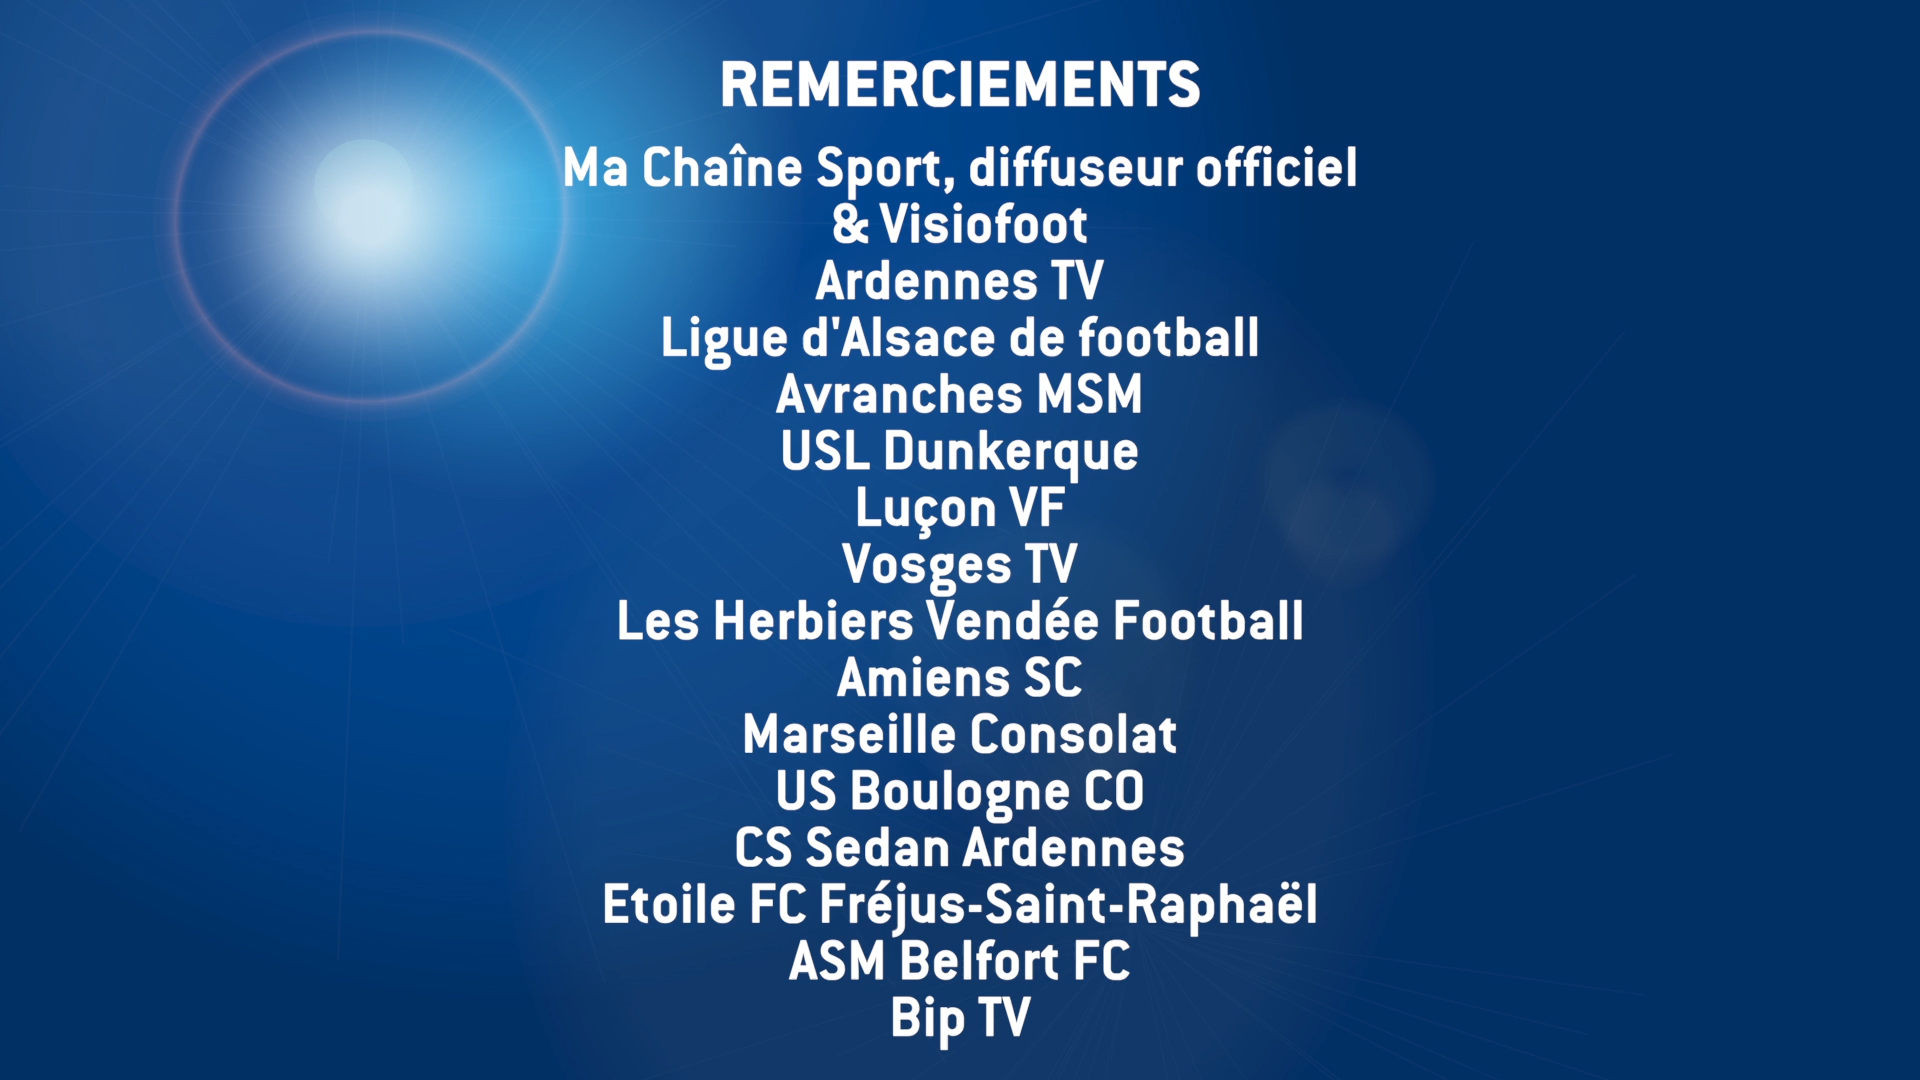 REMERCIEMENTS
Ma Chaîne Sport, diffuseur officiel
& Visiofoot
Ardennes TV
Ligue d'Alsace de football
Avranches MSM
USL Dunkerque
Luçon VF
Vosges TV
Les Herbiers Vendée Football
Amiens SC
Marseille Consolat
US Boulogne CO
CS Sedan Ardennes
Etoile FC Fréjus-Saint-Raphaël
ASM Belfort FC
Bip TV